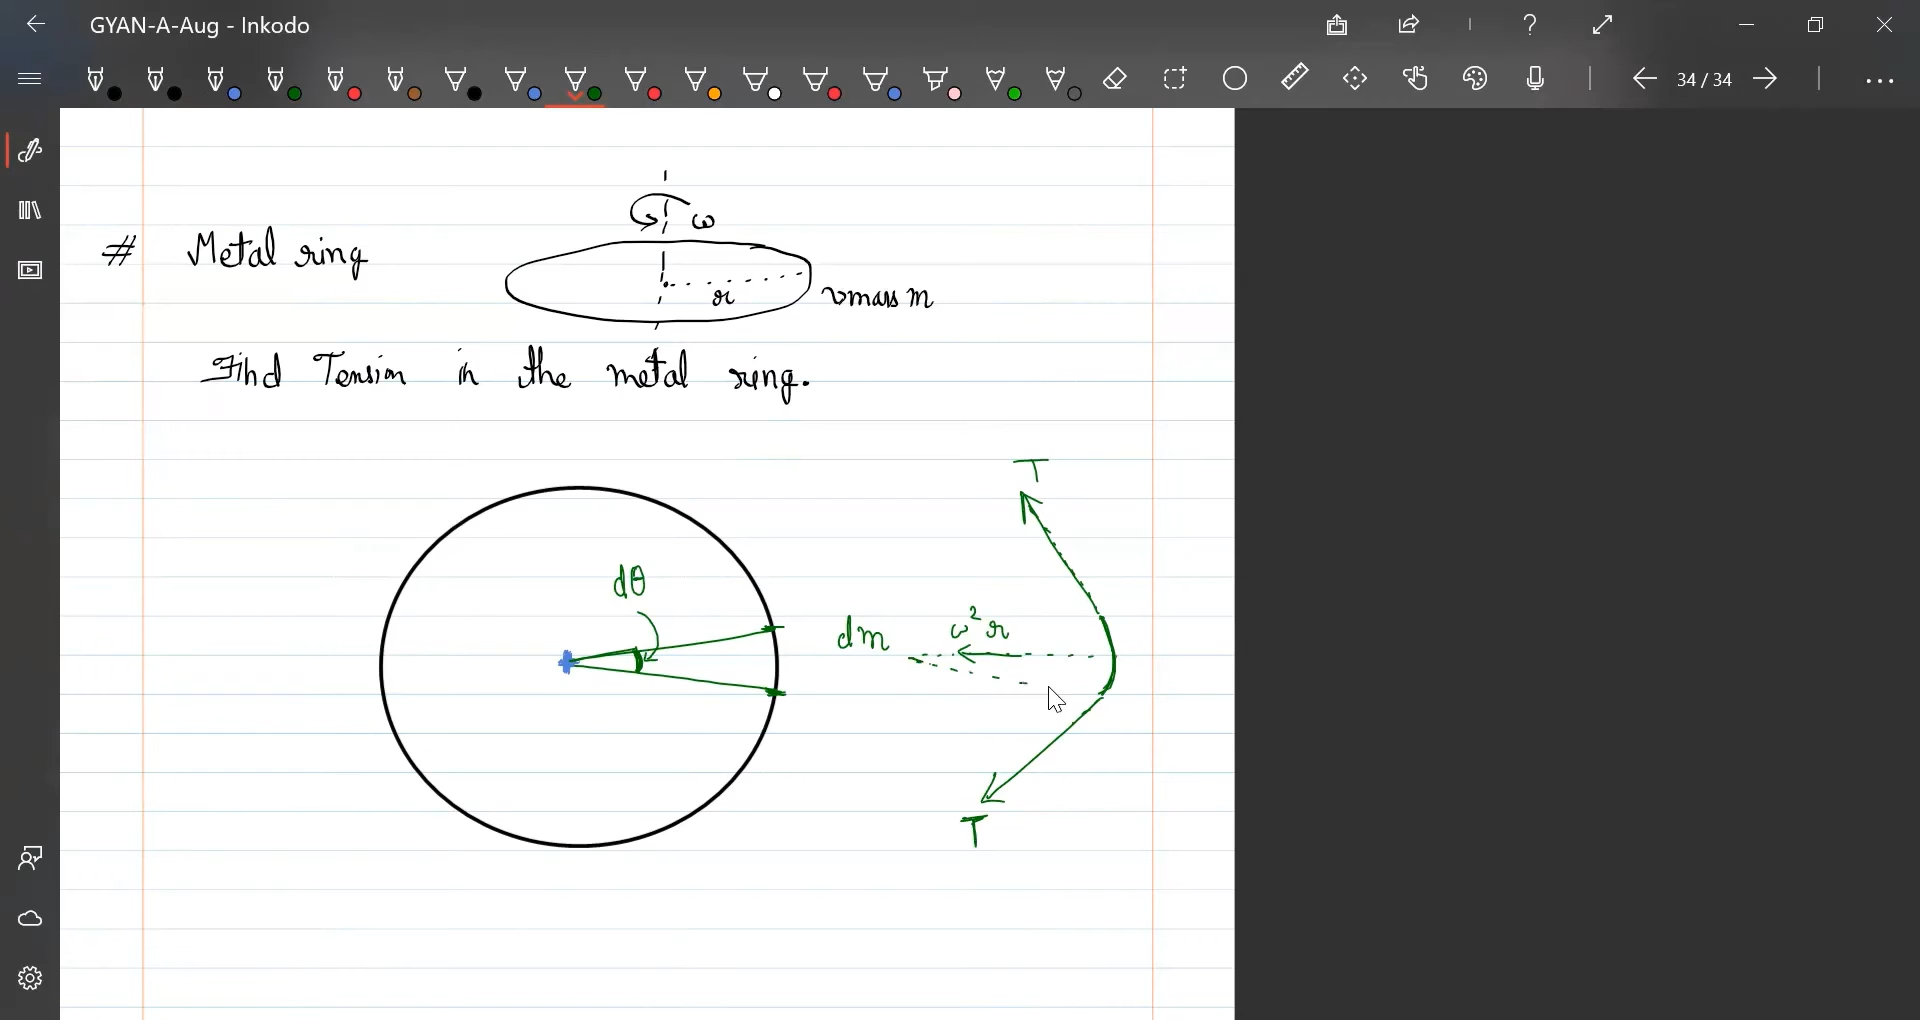 GYAN-A-Aug - Inkodo
34 / 34
ω
# Metal ring
r
mass m
Find Tension in the metal ring.
T
dθ
dm
ω²r
T